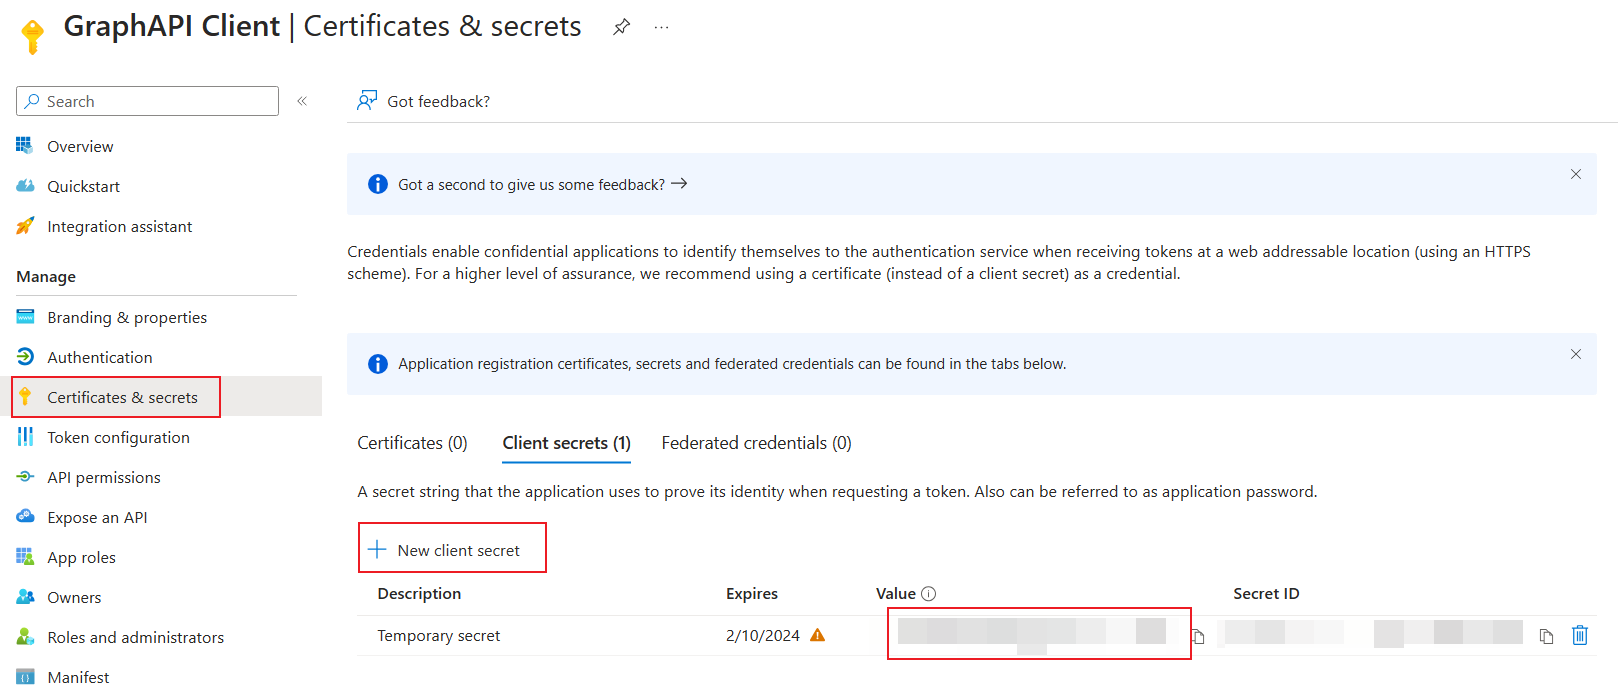 GraphAPI Client | Certificates & secrets
Search
Got feedback?
Overview
Quickstart
Integration assistant
Manage
Branding & properties
Authentication
Certificates & secrets
Token configuration
API permissions
Expose an API
App roles
Owners
Roles and administrators
Manifest
Got a second to give us some feedback?
Credentials enable confidential applications to identify themselves to the authentication service when receiving tokens at a web addressable location (using an HTTPS
scheme). For a higher level of assurance, we recommend using a certificate (instead of a client secret) as a credential.
Application registration certificates, secrets and federated credentials can be found in the tabs below.
Certificates (0) Client secrets (1) Federated credentials (0)
A secret string that the application uses to prove its identity when requesting a token. Also can be referred to as application password.
New client secret
Description Expires Value Secret ID
Temporary secret 2/10/2024